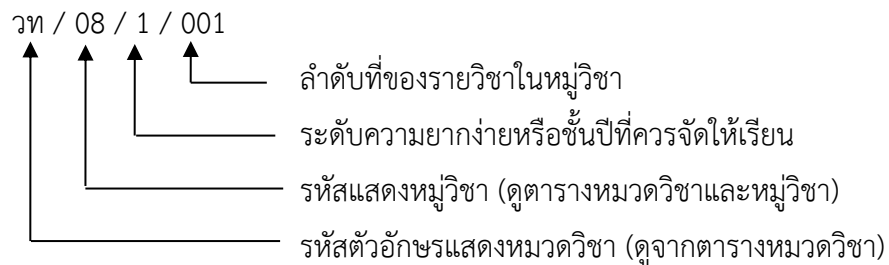 วท / 08 / 1 / 001
ลำดับที่ของรายวิชาในหมู่วิชา
ระดับความยากง่ายหรือชั้นปีที่ควรจัดให้เรียน
รหัสแสดงหมู่วิชา (ดูตารางหมวดวิชาและหมู่วิชา)
รหัสตัวอักษรแสดงหมวดวิชา (ดูจากตารางหมวดวิชา)